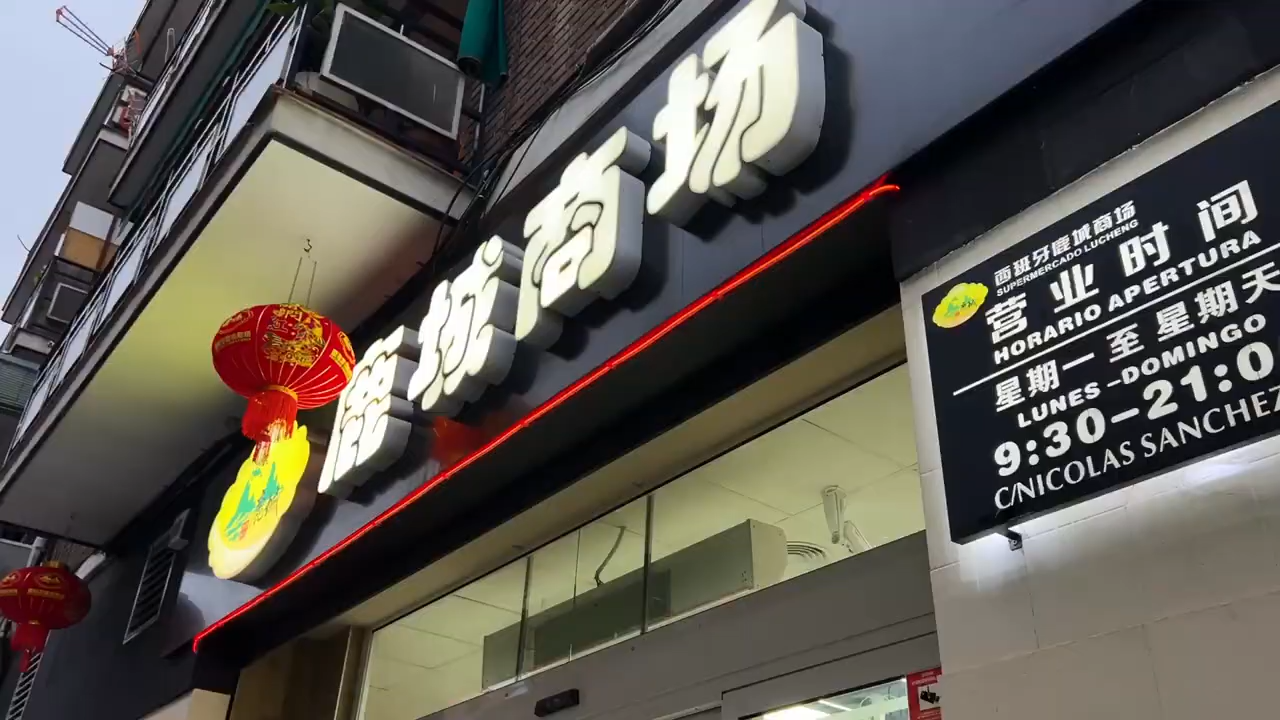 鹿城商场
西班牙鹿城商场
SUPERMERCADO LUCHENG
营业时间
HORARIO APERTURA
星期一至星期天
LUNES-DOMINGO
9:30-21:0
C/NICOLAS SANCHEZ